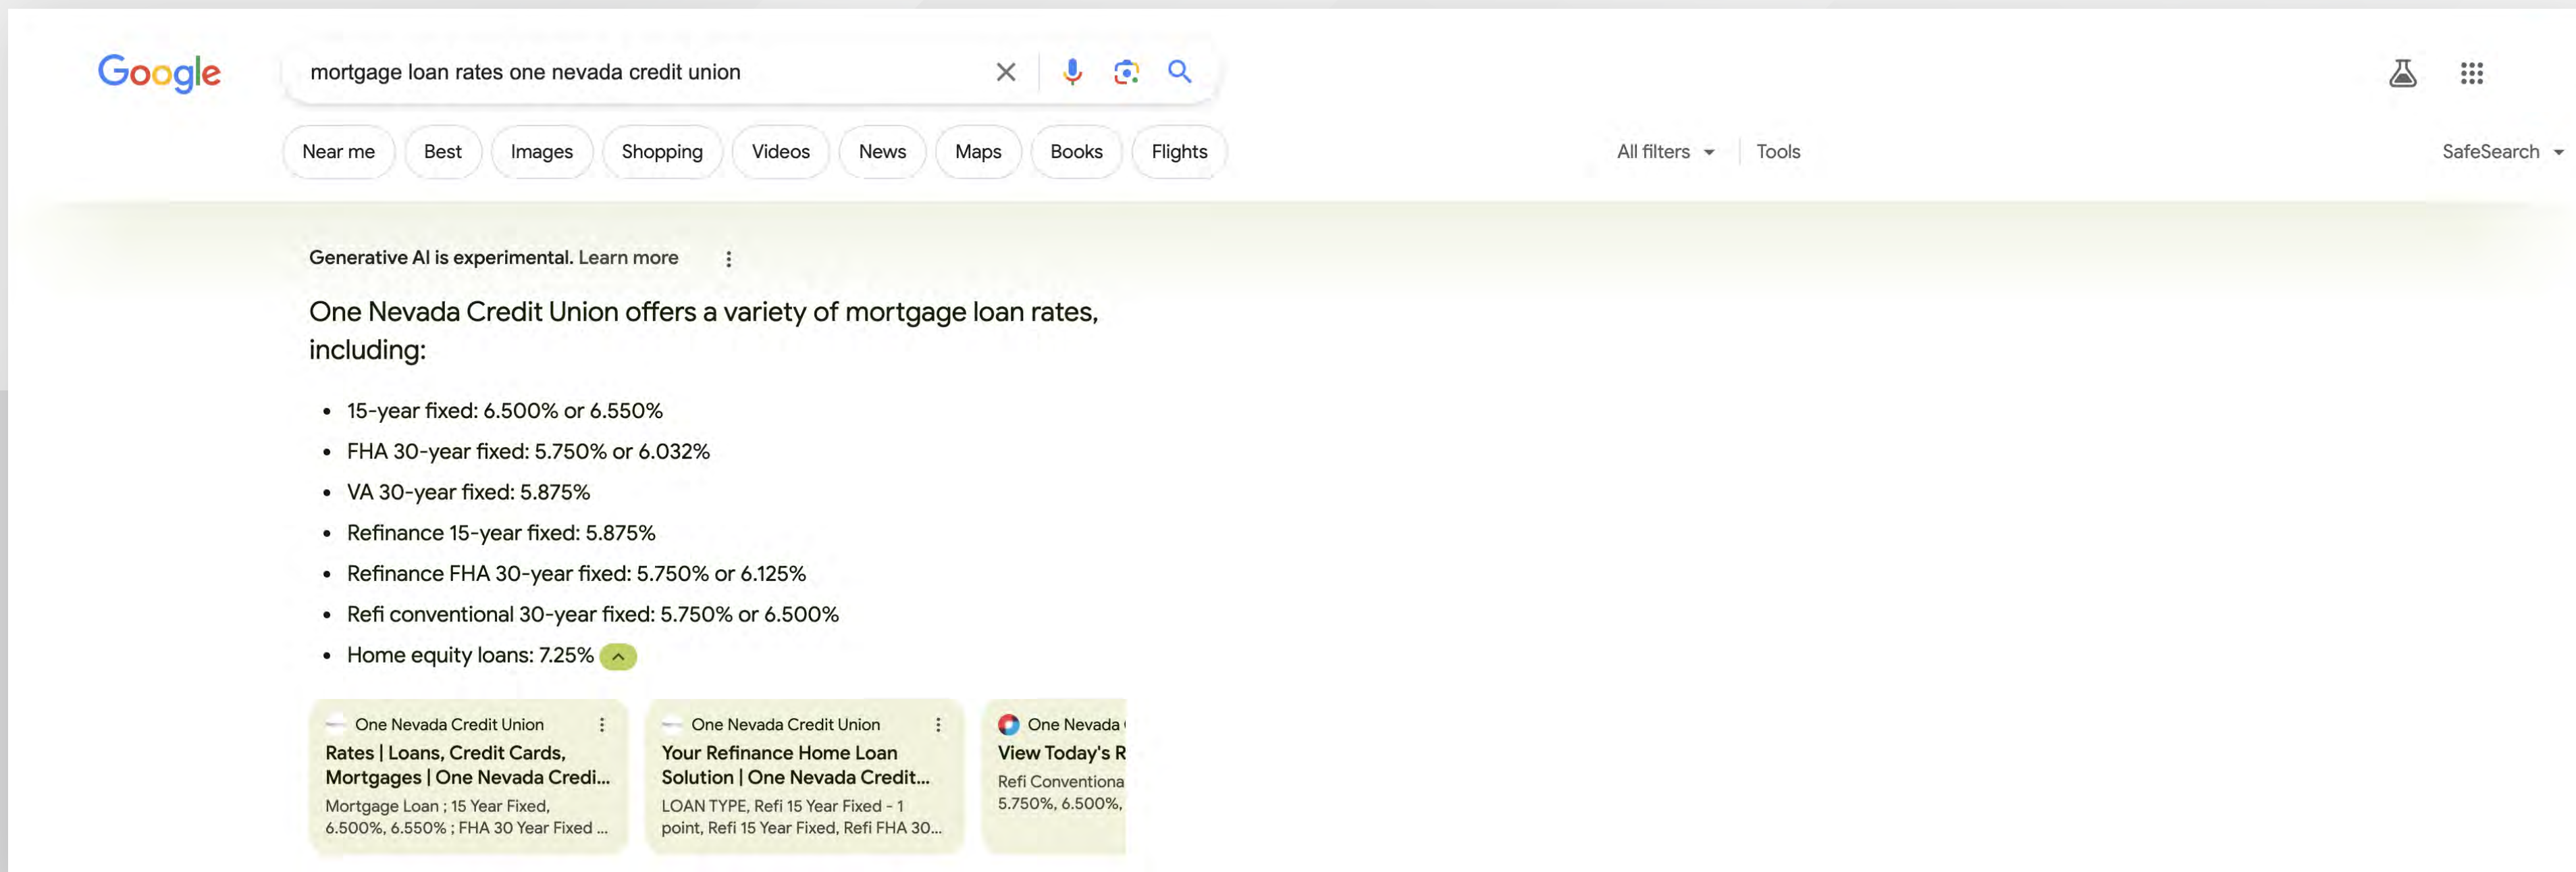 Google
mortgage loan rates one nevada credit union
Near me
Best
Images
Shopping
Videos
News
Maps
Books
Flights
All filters
Tools
SafeSearch
Generative AI is experimental. Learn more
One Nevada Credit Union offers a variety of mortgage loan rates,
including:
• 15-year fixed: 6.500% or 6.550%
• FHA 30-year fixed: 5.750% or 6.032%
• VA 30-year fixed: 5.875%
• Refinance 15-year fixed: 5.875%
• Refinance FHA 30-year fixed: 5.750% or 6.125%
• Refi conventional 30-year fixed: 5.750% or 6.500%
• Home equity loans: 7.25%
One Nevada Credit Union
Rates | Loans, Credit Cards,
Mortgages | One Nevada Credi...
Mortgage Loan ; 15 Year Fixed,
6.500%, 6.550% ; FHA 30 Year Fixed ...
One Nevada Credit Union
Your Refinance Home Loan
Solution | One Nevada Credit...
LOAN TYPE, Refi 15 Year Fixed - 1
point, Refi 15 Year Fixed, Refi FHA 30...
One Nevada
View Today's R
Refi Conventiona
5.750%, 6.500%,